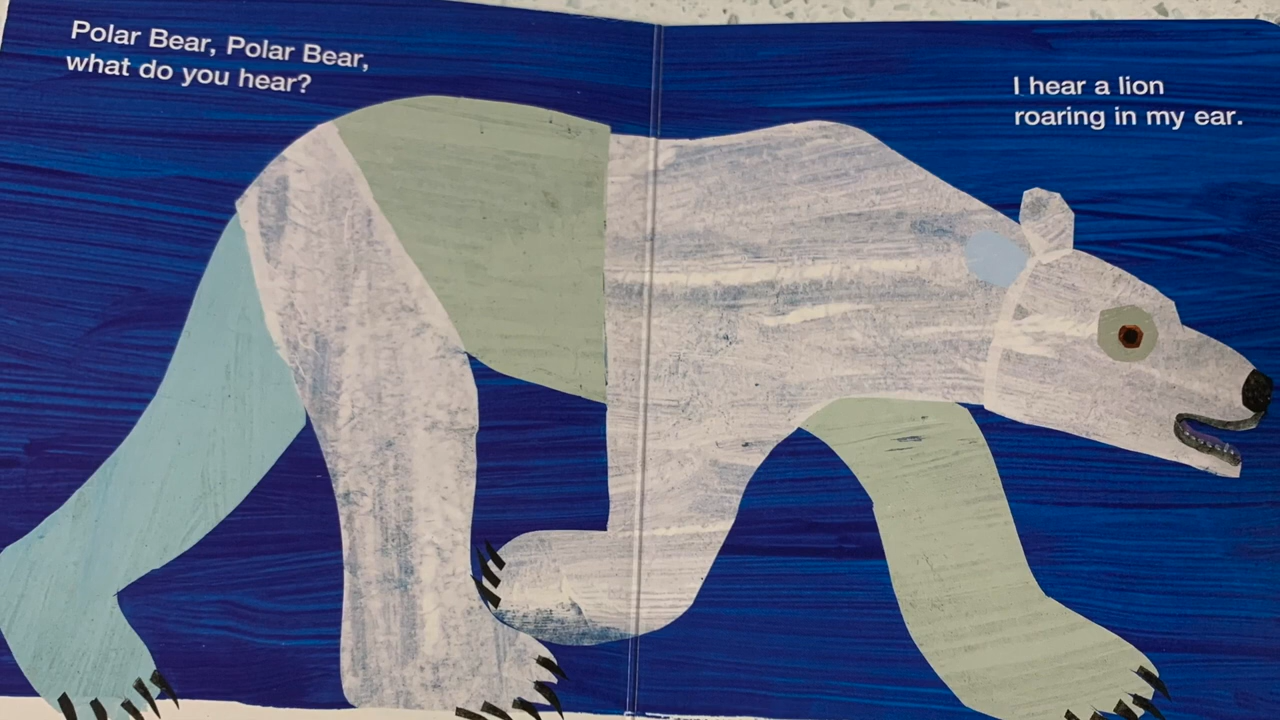 Polar Bear, Polar Bear,
what do you hear?
I hear a lion
roaring in my ear.